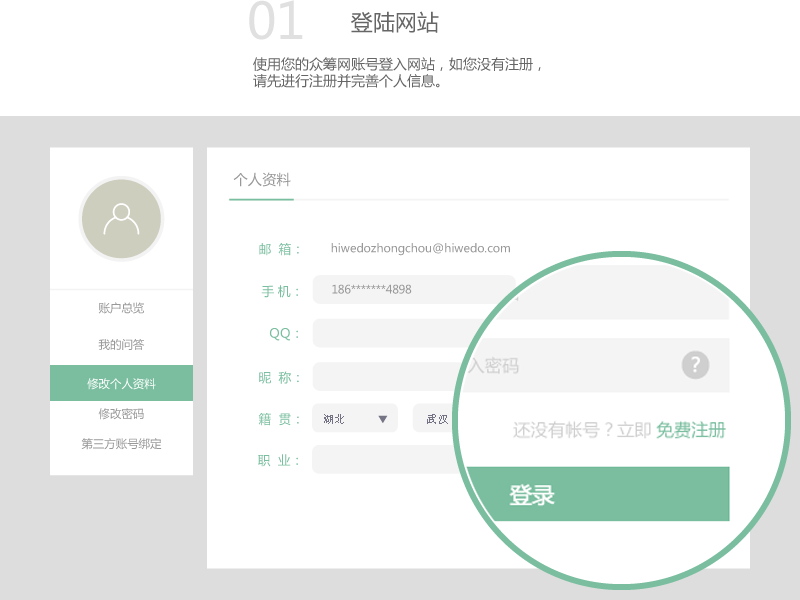 01
登陆网站
使用您的众筹网账号登入网站，如您没有注册，
请先进行注册并完善个人信息。
账户总览
我的问答
修改个人资料
修改密码
第三方账号绑定
个人资料
邮 箱： hiwedozhongchou@hiwedo.com
手机： 186*******4898
QQ：
昵 称：
籍 贯： 湖北 ▼ 武汉
职 业：
入密码 ?
还没有帐号？立即 免费注册
登录